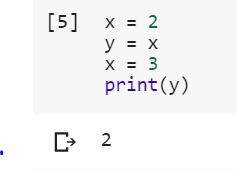 [5] x = 2
y = x
x = 3
print(y)
2